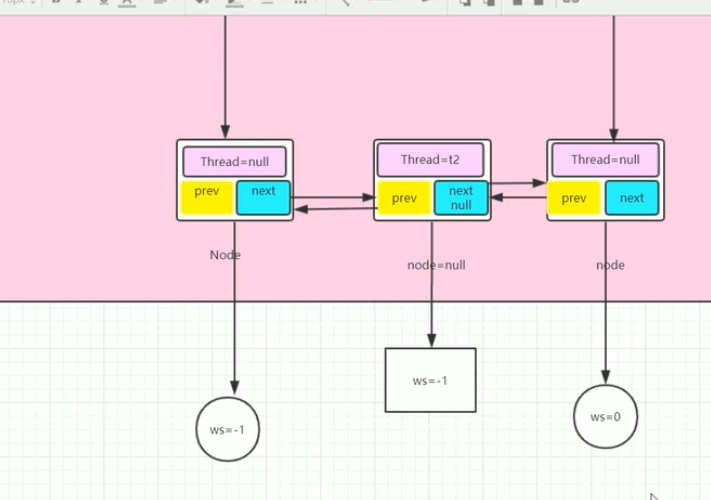 Thread=null
prev
next
Thread=t2
prev
next
null
Thread=null
prev
next
Node
node=null
node
ws=-1
ws=-1
ws=0